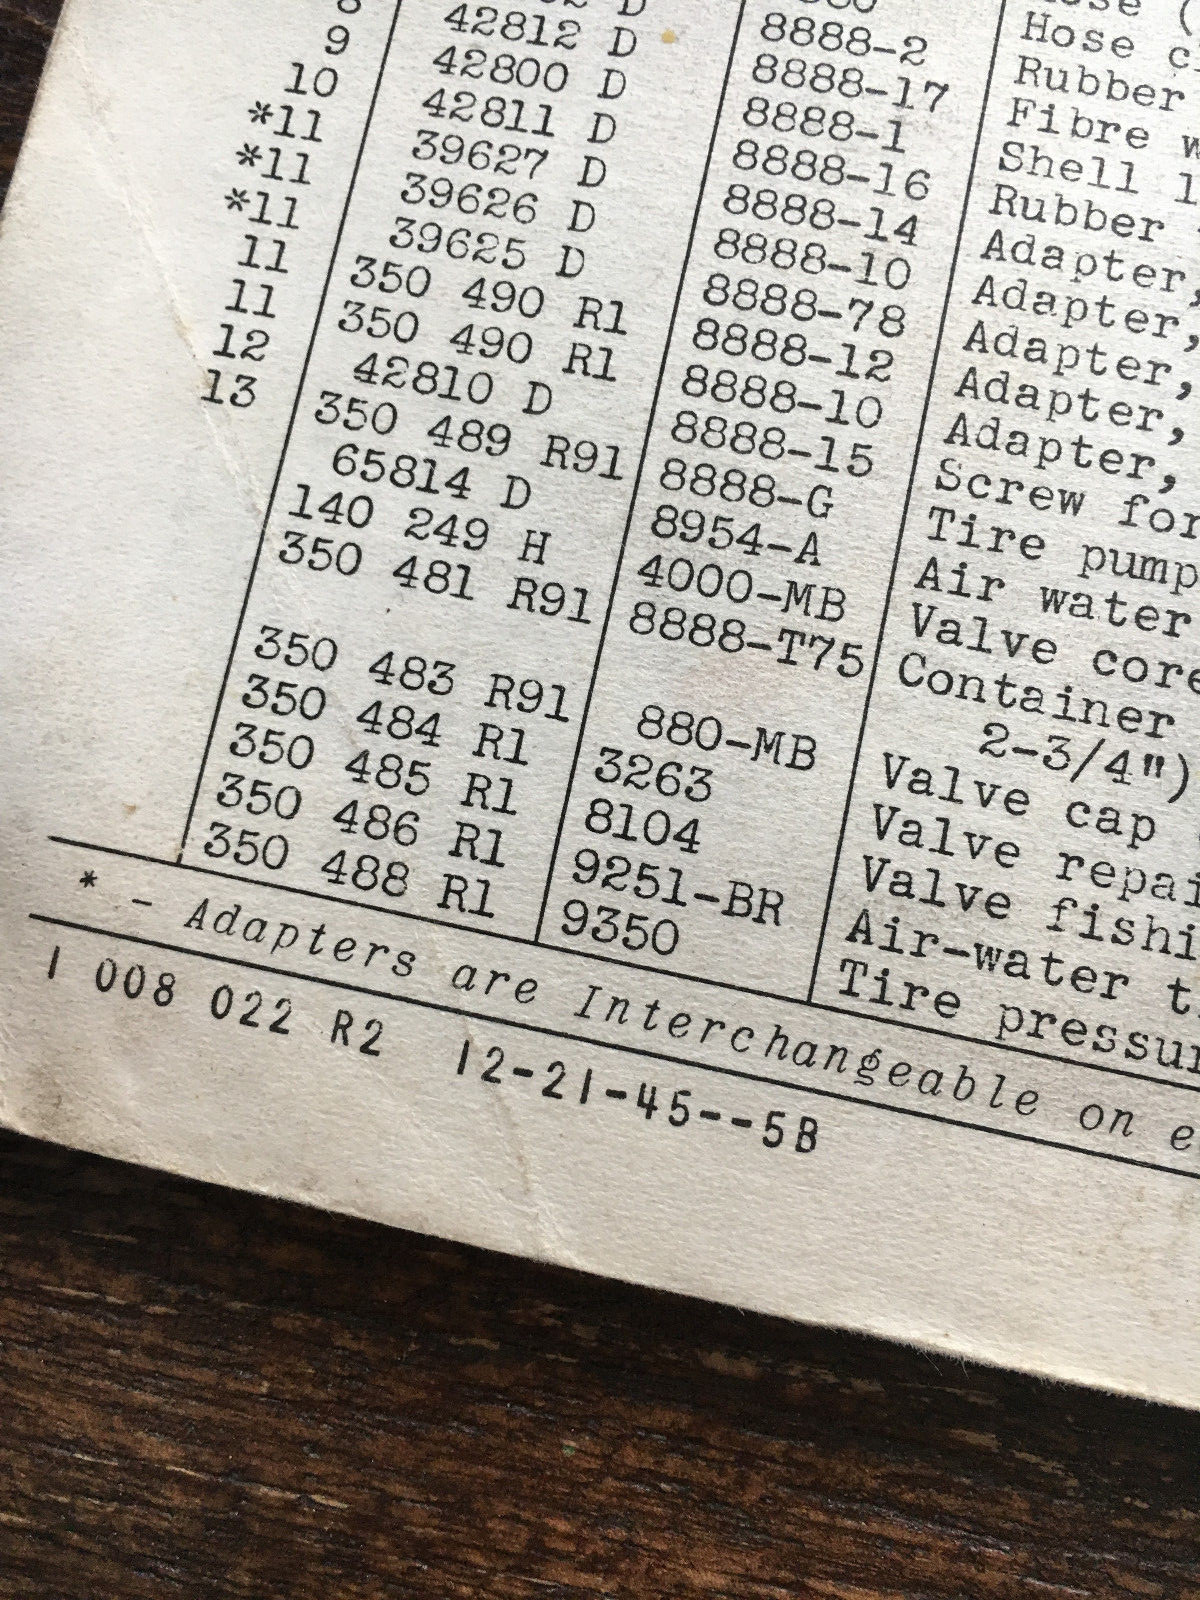 Hose
D 8888-2 Rubber
8 42812 D 8888-17 Fibre
9 42800 D 8888-1 Shell
10 42811 D 8888-16 Rubber
*11 39627 D 8888-14 Adapter,
*11 39626 D 8888-10 Adapter,
*11 39625 D 8888-78 Adapter,
11 350 490 R1 8888-12 Adapter,
11 350 490 R1 8888-10 Adapter,
12 42810 D 8888-15 Screw for
13 350 489 R91 8888-G Tire pump
65814 D 8954-A Air water
140 249 H 4000-MB Valve core
350 481 R91 8888-T75 Container
2-3/4")
350 483 R91 880-MB Valve cap
350 484 R1 3263 Valve
350 485 R1 8104 Valve
350 486 R1 9251-BR Air-water
350 488 R1 9350 Tire
* - Adapters are Interchangeable on
1 008 022 R2 12-21-45--5B